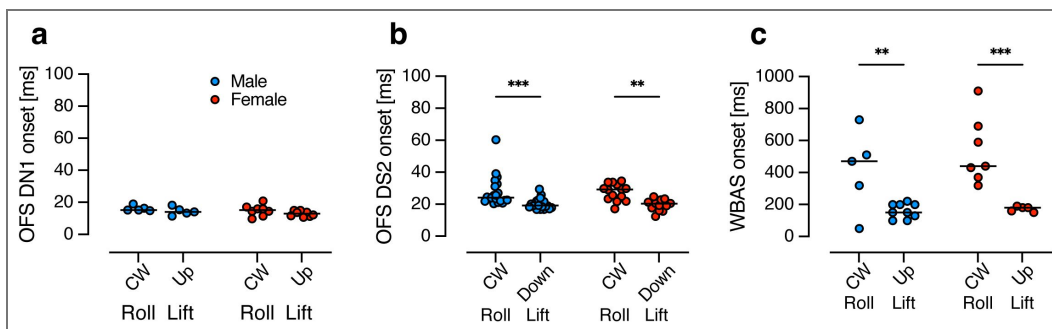 a
OFS DN1 onset [ms]
100
80
60
40
20
0
Male
Female
CW Up CW Up
Roll Lift Roll Lift
b
OFS DS2 onset [ms]
100
80
60
40
20
0
*** **
CW Down CW Down
Roll Lift Roll Lift
c
WBAS onset [ms]
1000
800
600
400
200
0
** ***
CW Up CW Up
Roll Lift Roll Lift